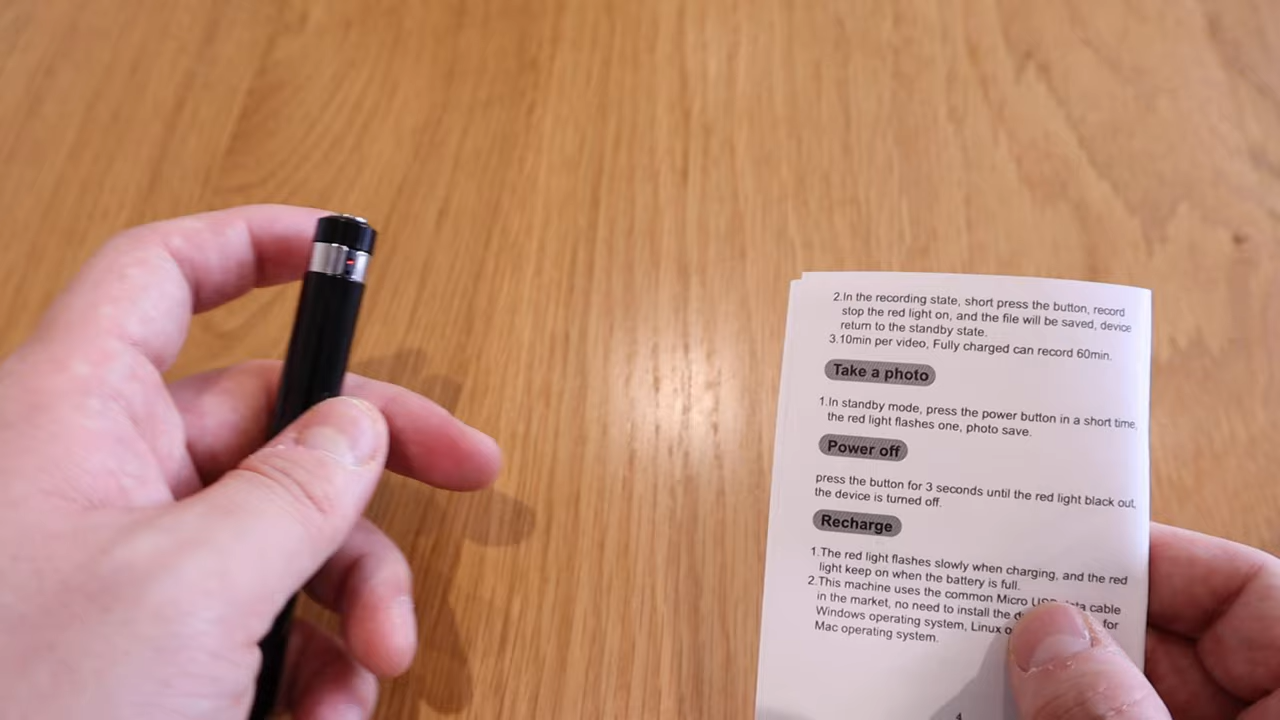 2.In the recording state, short press the button, record
stop the red light on, and the file will be saved, device
return to the standby state.
3.10min per video, Fully charged can record 60min.
Take a photo
1.In standby mode, press the power button in a short time,
the red light flashes one, photo save.
Power off
press the button for 3 seconds until the red light black out,
the device is turned off.
Recharge
1.The red light flashes slowly when charging, and the red
light keep on when the battery is full.
2.This machine uses the common Micro cable
in the market, no need to install the for
Windows operating system, Linux
Mac operating system.
4